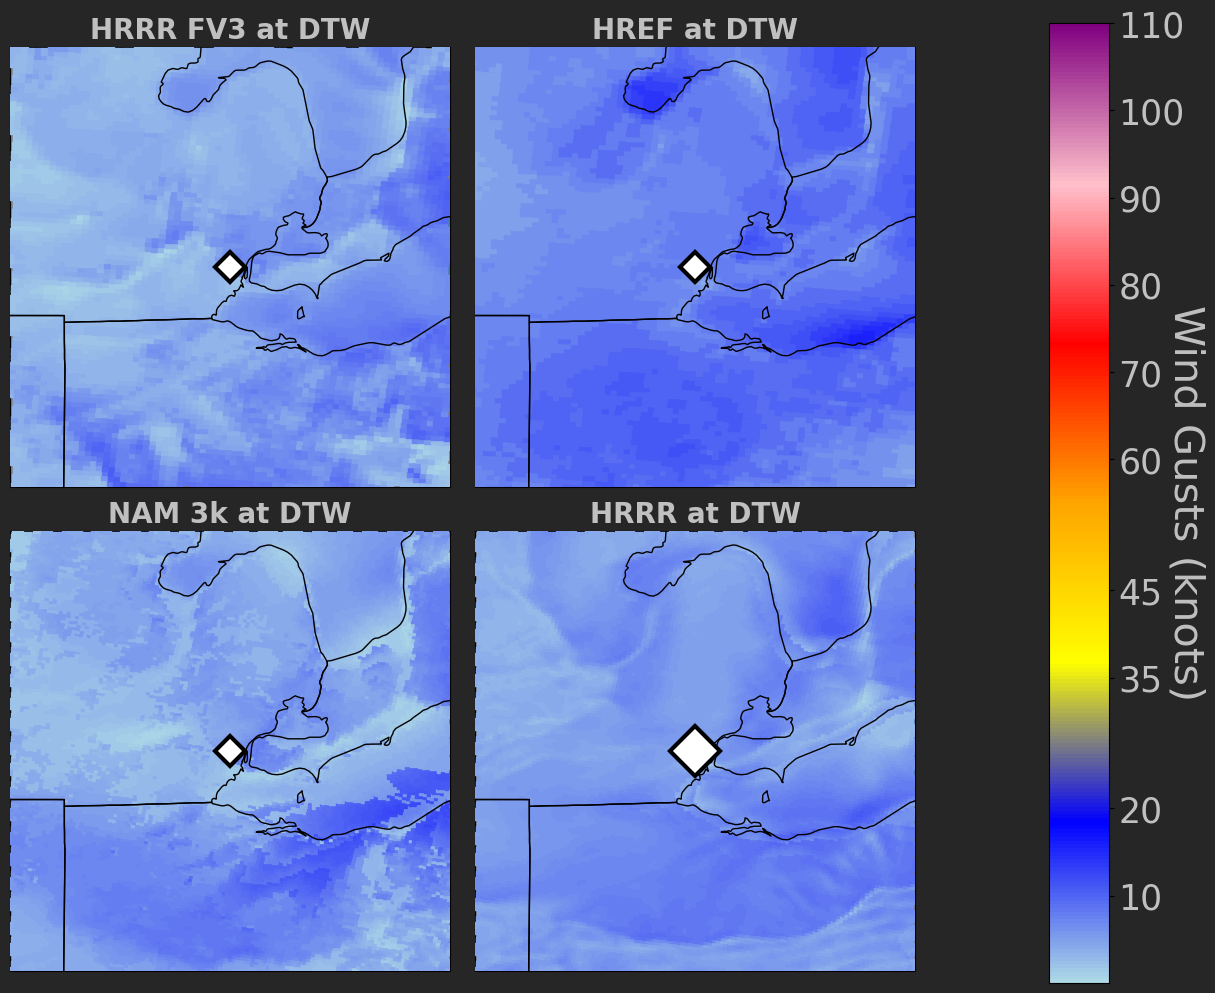 HRRR FV3 at DTW
HREF at DTW
NAM 3k at DTW
HRRR at DTW
110
100
90
80
70
60
45
35
20
10
Wind Gusts (knots)